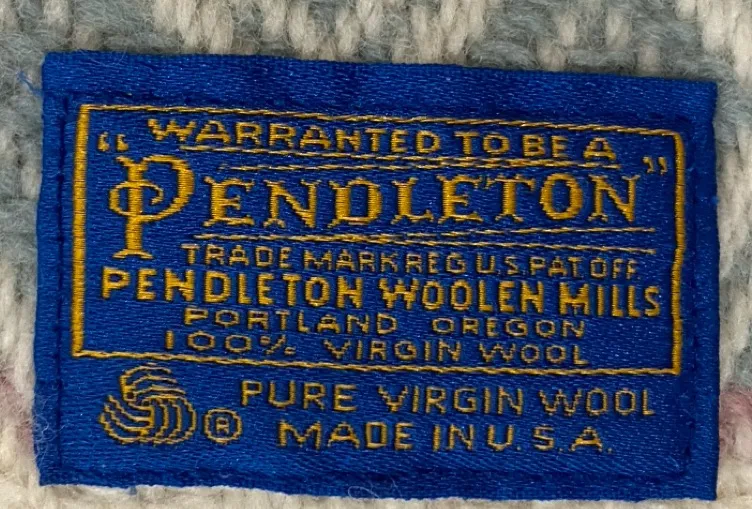 "WARRANTED TO BE A
PENDLETON"
TRADE MARK REG U.S. PAT. OFF.
PENDLETON WOOLEN MILLS
PORTLAND OREGON
100% VIRGIN WOOL
® PURE VIRGIN WOOL
MADE IN U.S.A.